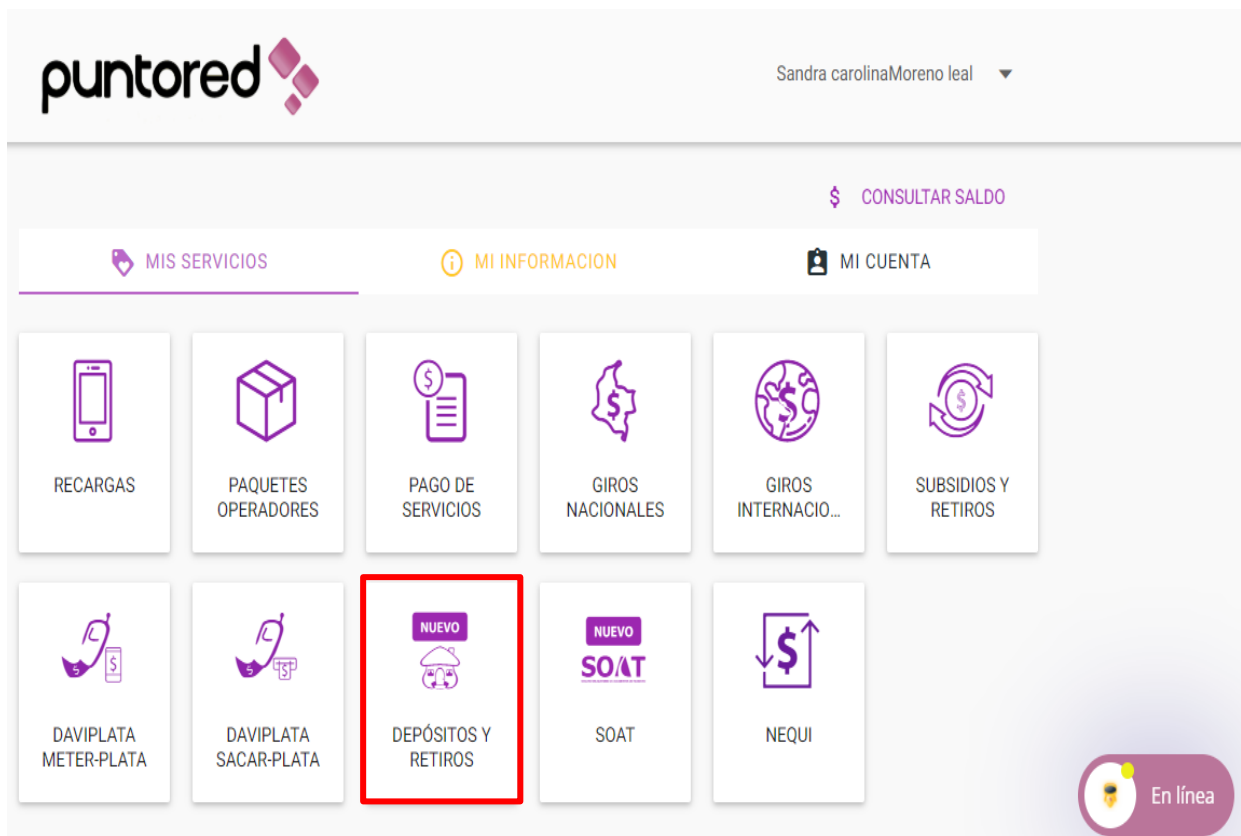 puntored
Sandra carolinaMoreno leal
$ CONSULTAR SALDO
MIS SERVICIOS
MI INFORMACION
MI CUENTA
$
$
$
$
RECARGAS
PAQUETES
OPERADORES
PAGO DE
SERVICIOS
GIROS
NACIONALES
GIROS
INTERNACIO...
SUBSIDIOS Y
RETIROS
$
$
$
$
NUEVO
NUEVO
SOAT
$
DAVIPLATA
METER-PLATA
DAVIPLATA
SACAR-PLATA
DEPÓSITOS Y
RETIROS
SOAT
NEQUI
En línea